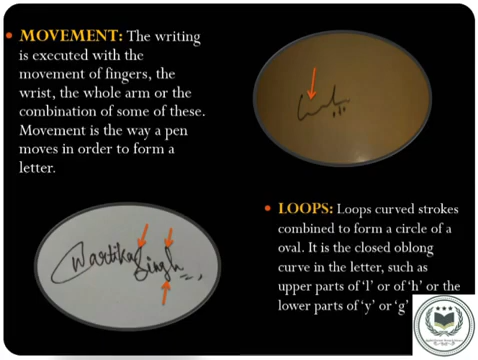 MOVEMENT: The writing
is executed with the
movement of fingers, the
wrist, the whole arm or the
combination of some of these.
Movement is the way a pen
moves in order to form a
letter.
Wartika Singh
LOOPS: Loops curved strokes
combined to form a circle of a
oval. It is the closed oblong
curve in the letter, such as
upper parts of 'l' or of 'h' or the
lower parts of 'y' or 'g'